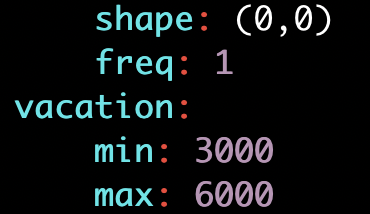 shape: (0,0)
freq: 1
vacation:
min: 3000
max: 6000